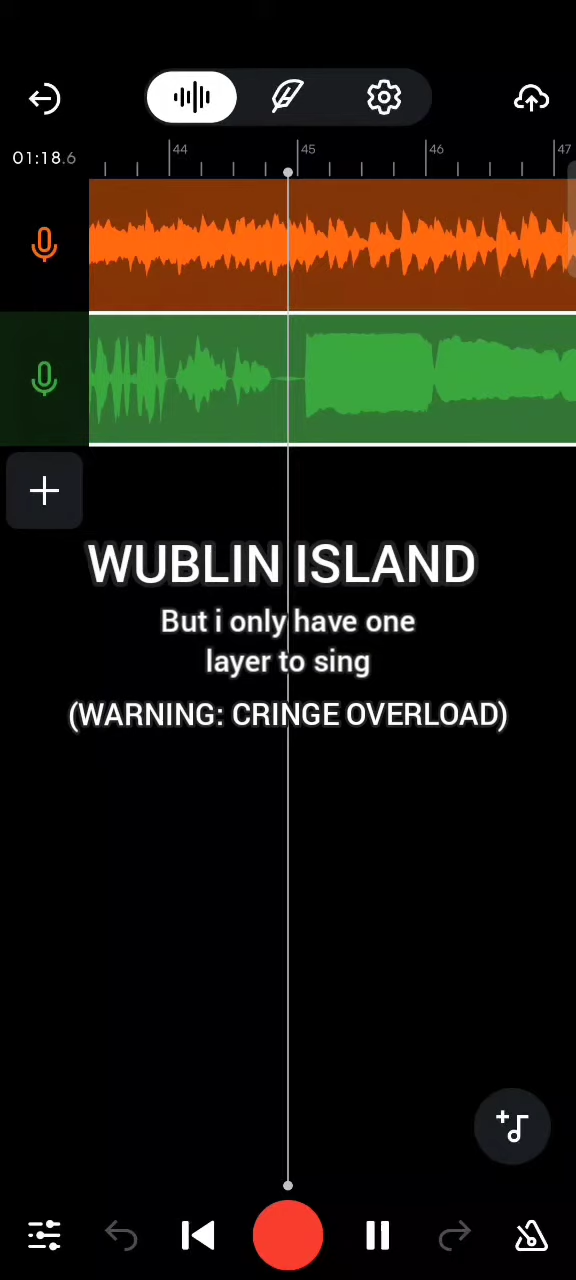 01:18.6
44
45
46
47
WUBLIN ISLAND
But i only have one
layer to sing
(WARNING: CRINGE OVERLOAD)